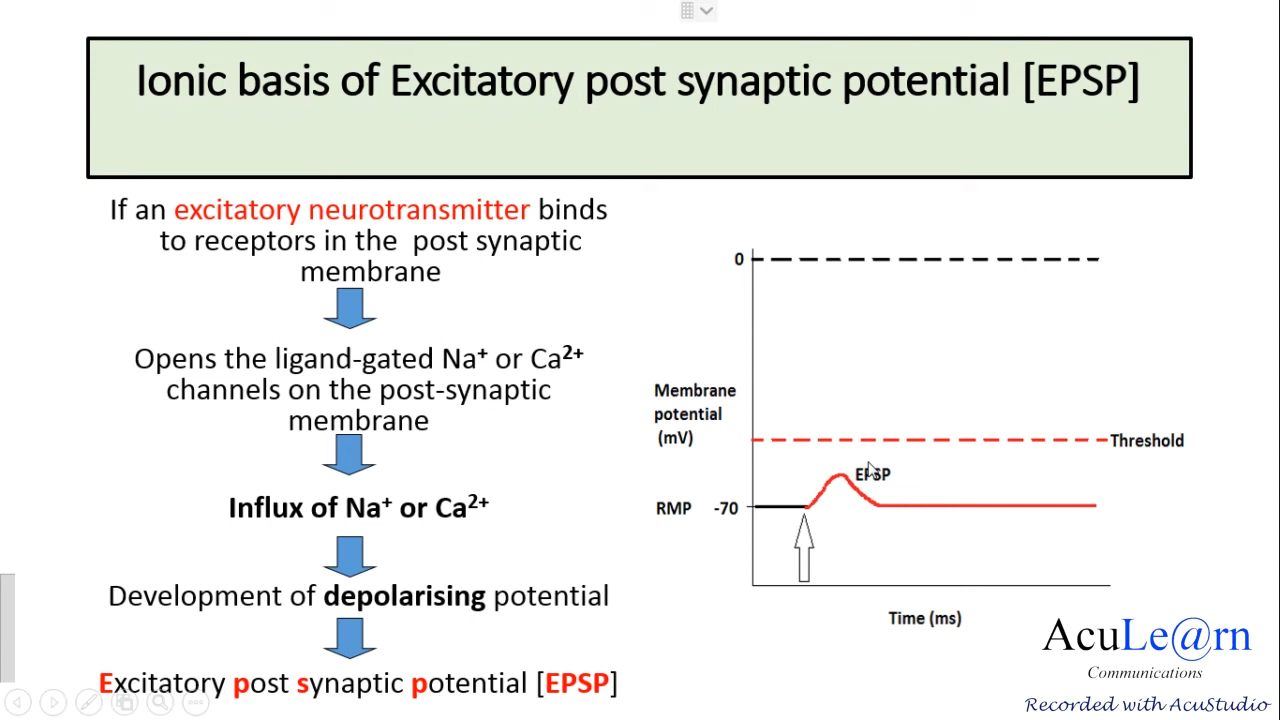 Ionic basis of Excitatory post synaptic potential [EPSP]
If an excitatory neurotransmitter binds
to receptors in the post synaptic
membrane
Opens the ligand-gated Na⁺ or Ca²⁺
channels on the post-synaptic
membrane
Influx of Na⁺ or Ca²⁺
Development of depolarising potential
Excitatory post synaptic potential [EPSP]
0
Membrane
potential
(mV)
Threshold
EPSP
RMP -70
Time (ms)
AcuLe@rn
Communications
Recorded with AcuStudio